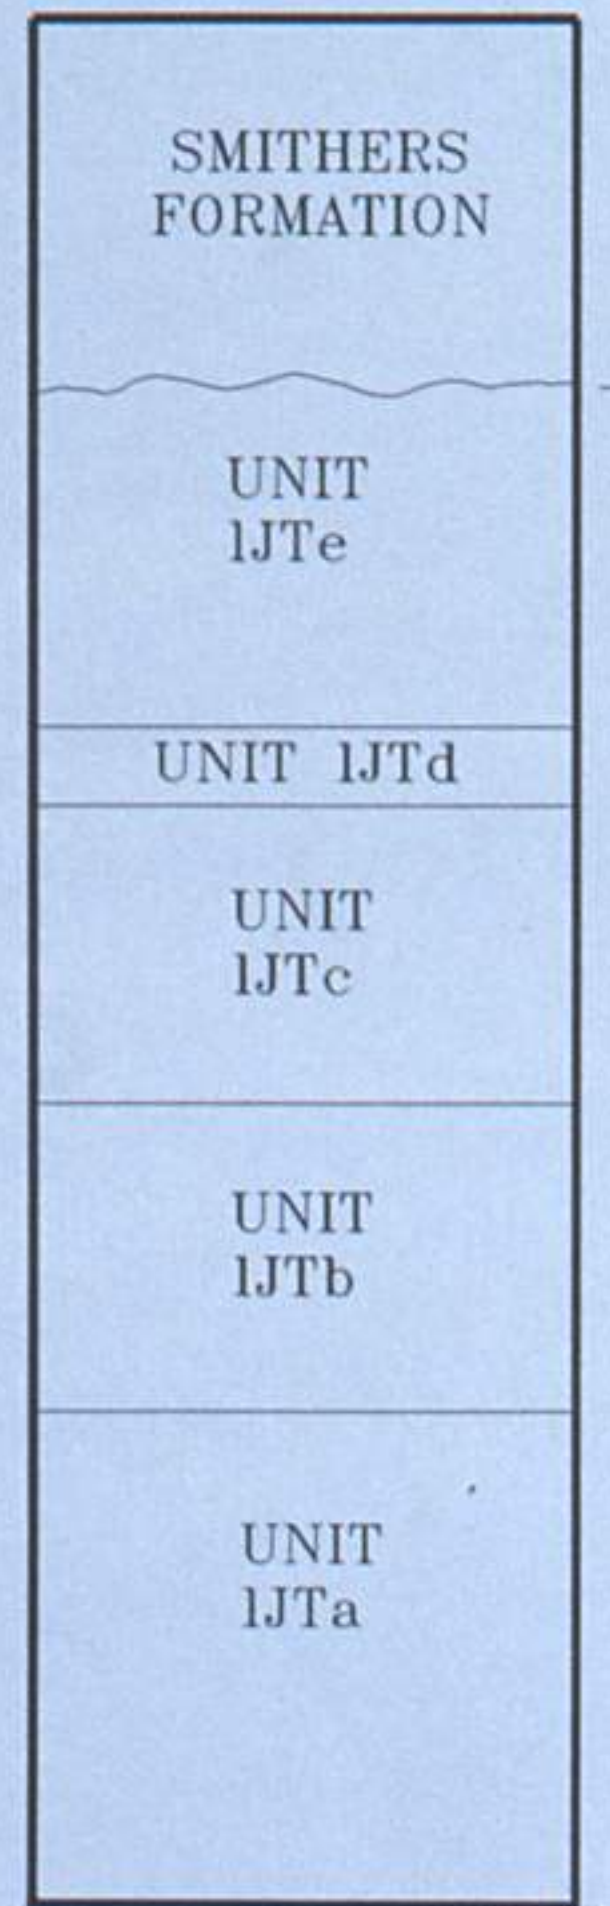 SMITHERS
FORMATION
UNIT
lJTe
UNIT lJTd
UNIT
lJTc
UNIT
lJTb
UNIT
lJTa